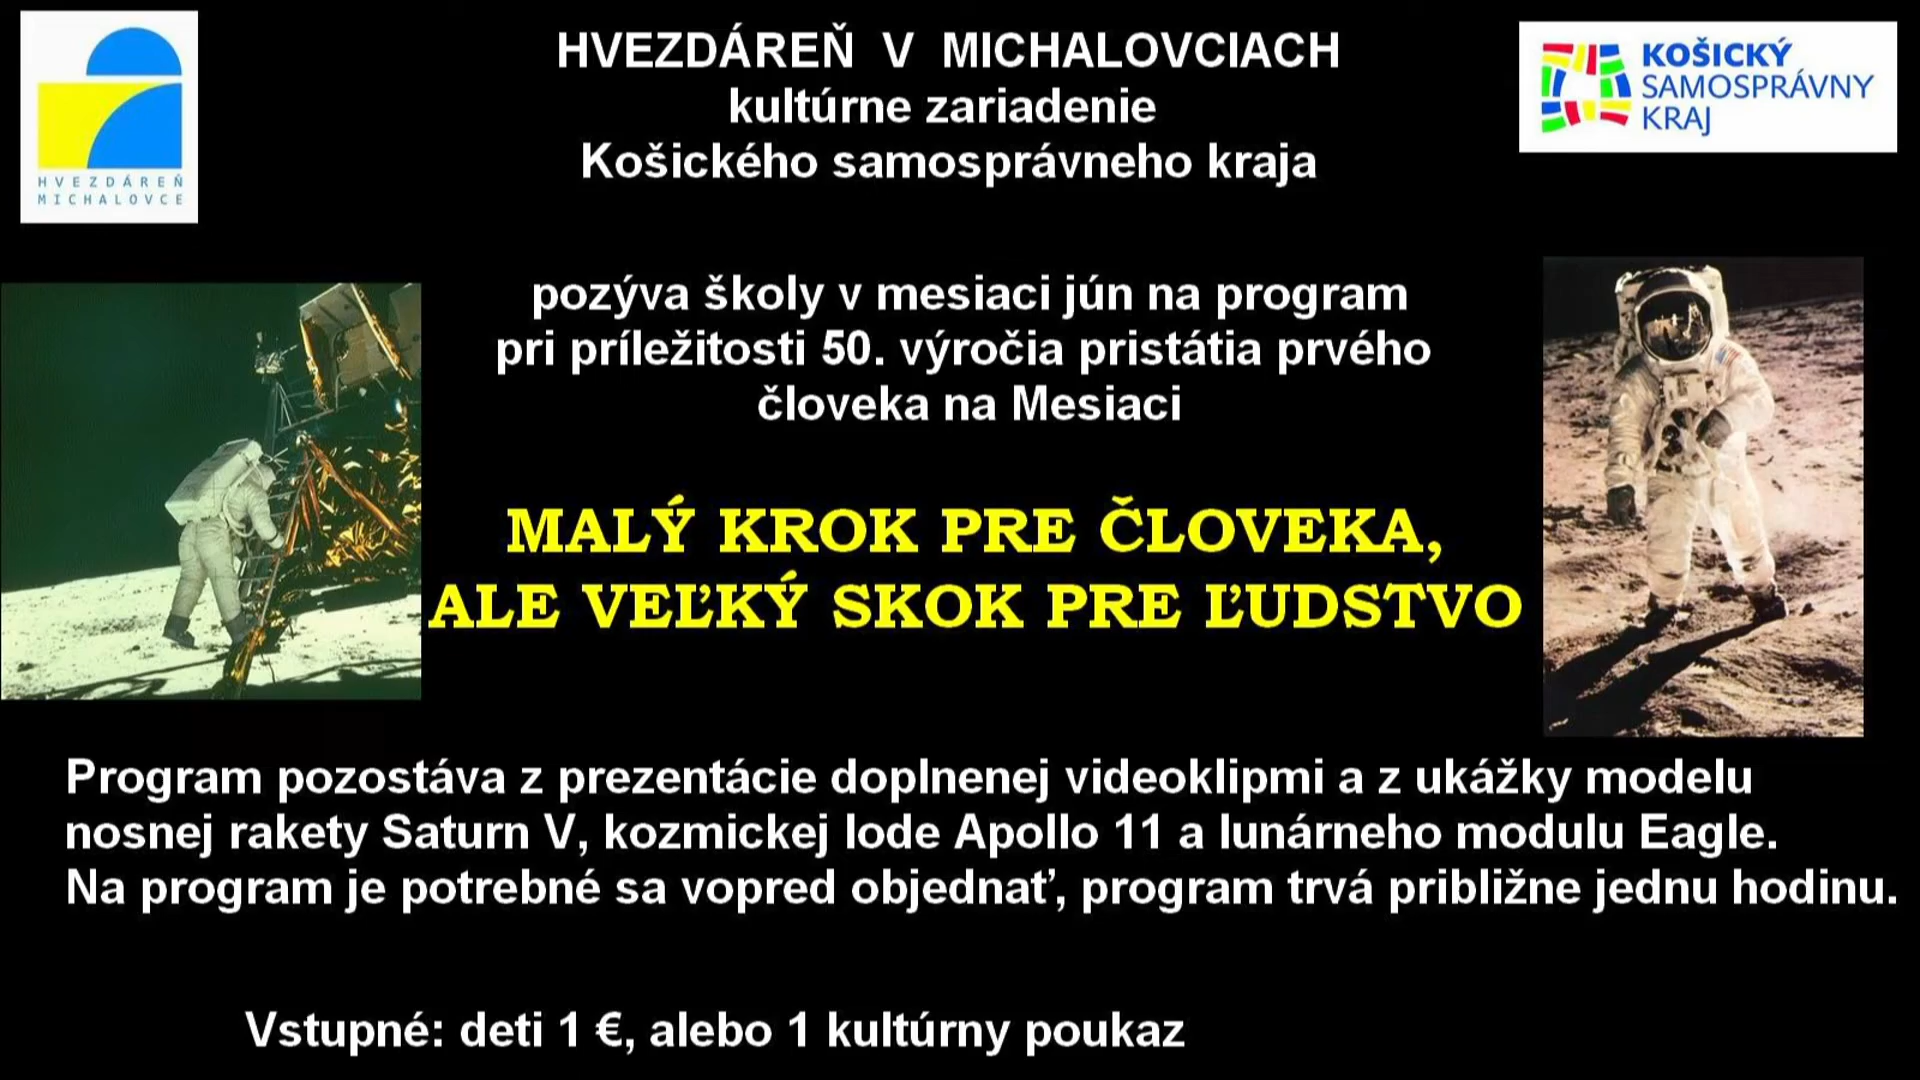 HVEZDÁREŇ V MICHALOVCIACH
kultúrne zariadenie
Košického samosprávneho kraja
HVEZDÁREŇ
MICHALOVCE
KOŠICKÝ
SAMOSPRÁVNY
KRAJ
pozýva školy v mesiaci jún na program
pri príležitosti 50. výročia pristátia prvého
človeka na Mesiaci
MALÝ KROK PRE ČLOVEKA,
ALE VEĽKÝ SKOK PRE ĽUDSTVO
Program pozostáva z prezentácie doplnenej videoklipmi a z ukážky modelu
nosnej rakety Saturn V, kozmickej lode Apollo 11 a lunárneho modulu Eagle.
Na program je potrebné sa vopred objednať, program trvá približne jednu hodinu.
Vstupné: deti 1 €, alebo 1 kultúrny poukaz